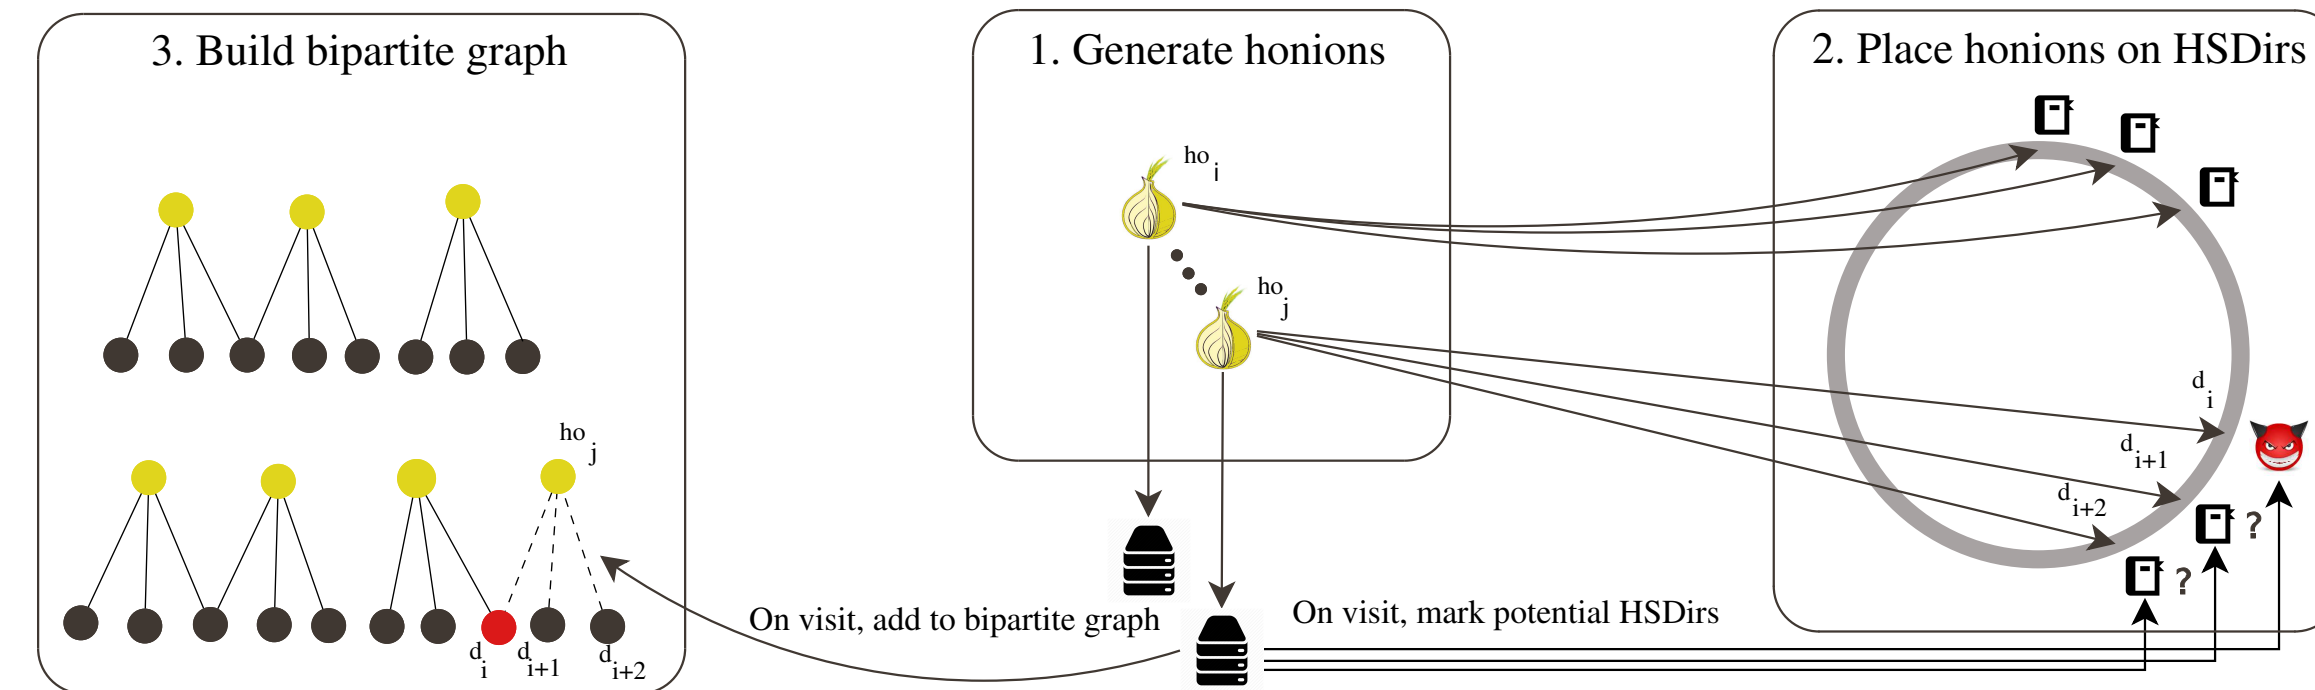 3. Build bipartite graph
ho
j
d
i
d
i+1
d
i+2
On visit, add to bipartite graph
1. Generate honions
ho
i
ho
j
On visit, mark potential HSDirs
2. Place honions on HSDirs
d
i
d
i+1
d
i+2
?
?